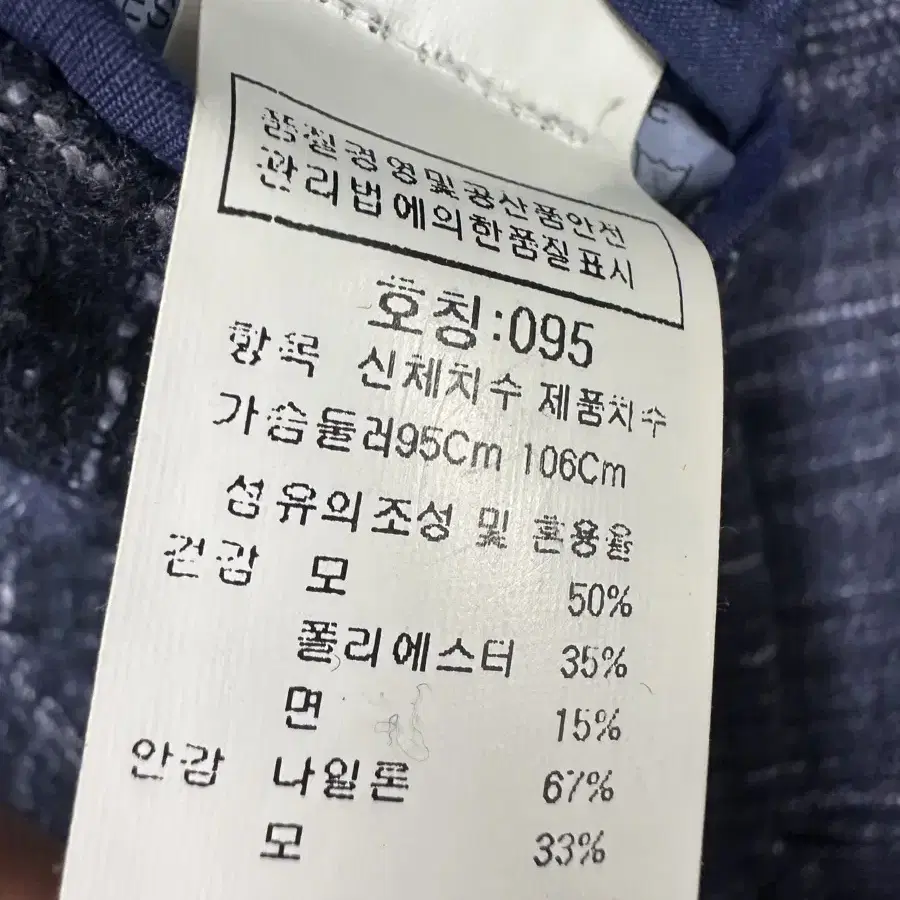 품질경영및공산품안전
관리법에의한품질표시
호칭:095
항목 신체치수 제품치수
가슴둘러95Cm 106Cm
섬유의조성 및 혼용율
겉감 모 50%
폴리에스터 35%
면 15%
안감 나일론 67%
모 33%